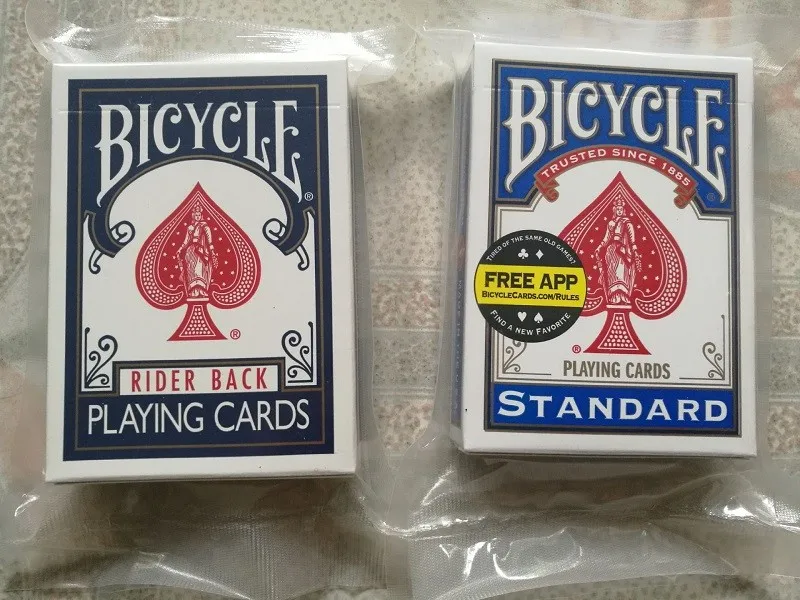 BICYCLE
®
®
RIDER BACK
PLAYING CARDS
BICYCLE
®
TRUSTED SINCE 1885
TIRED OF THE SAME OLD GAMES?
FREE APP
BICYCLECARDS.COM/RULES
FIND A NEW FAVORITE
®
PLAYING CARDS
STANDARD